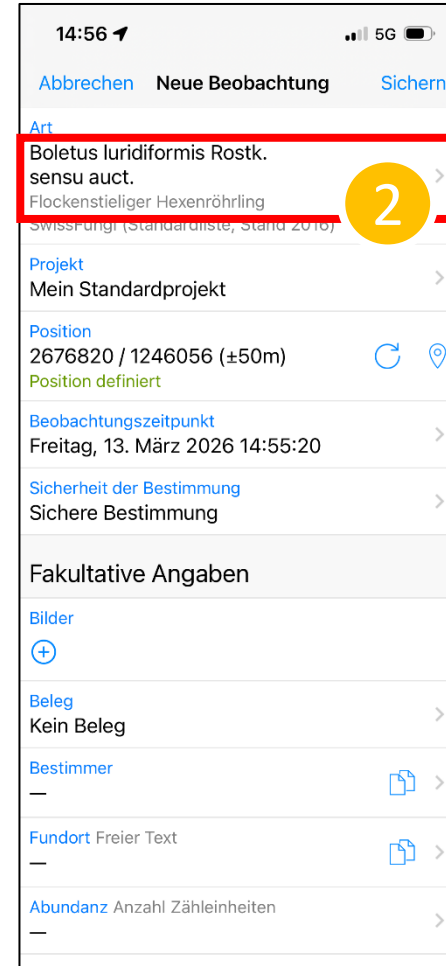 14:56
5G
Abbrechen Neue Beobachtung Sichern
Art
Boletus luridiformis Rostk.
sensu auct.
Flockenstieliger Hexenröhrling
2
SwissFungi (Standardliste, Stand 2016)
Projekt
Mein Standardprojekt
Position
2676820 / 1246056 (±50m)
Position definiert
Beobachtungszeitpunkt
Freitag, 13. März 2026 14:55:20
Sicherheit der Bestimmung
Sichere Bestimmung
Fakultative Angaben
Bilder
Beleg
Kein Beleg
Bestimmer
—
Fundort Freier Text
—
Abundanz Anzahl Zähleinheiten
—